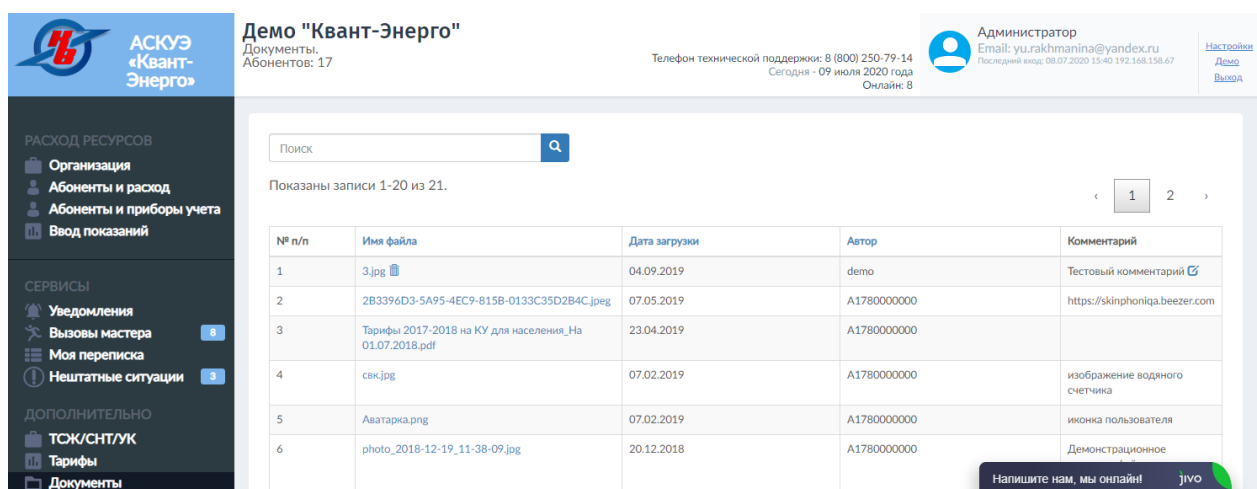 АСКУЭ
«Квант-
Энерго»
Демо "Квант-Энерго"
Документы.
Абонентов: 17
Телефон технической поддержки: 8 (800) 250-79-14
Сегодня - 09 июля 2020 года
Онлайн: 8
Администратор
Email: yu.rakhmanina@yandex.ru
Последний вход: 08.07.2020 15:40 192.168.158.67
Настройки
Демо
Выход
РАСХОД РЕСУРСОВ
Организация
Абоненты и расход
Абоненты и приборы учета
Ввод показаний
СЕРВИСЫ
Уведомления
Вызовы мастера 8
Моя переписка
Нештатные ситуации 3
ДОПОЛНИТЕЛЬНО
ТСЖ/СНТ/УК
Тарифы
Документы
Поиск
Показаны записи 1-20 из 21.
‹ 1 2 ›
№ п/п Имя файла Дата загрузки Автор Комментарий
1 3.jpg 04.09.2019 demo Тестовый комментарий
2 2B3396D3-5A95-4EC9-815B-0133C35D2B4C.jpeg 07.05.2019 A1780000000 https://skinphoniqa.beezer.com
3 Тарифы 2017-2018 на КУ для населения_На 23.04.2019 A1780000000
01.07.2018.pdf
4 свк.jpg 07.02.2019 A1780000000 изображение водяного
счетчика
5 Аватарка.png 07.02.2019 A1780000000 иконка пользователя
6 photo_2018-12-19_11-38-09.jpg 20.12.2018 A1780000000 Демонстрационное
Напишите нам, мы онлайн! jivo